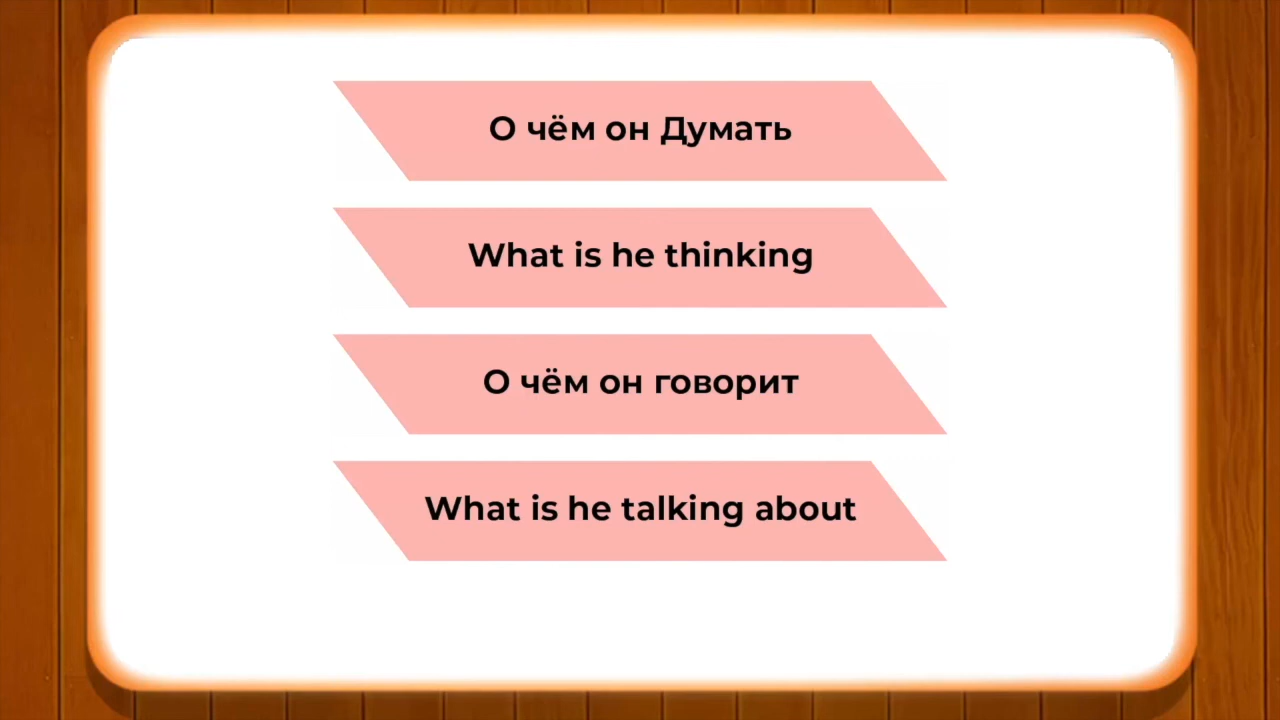 О чём он Думать
What is he thinking
О чём он говорит
What is he talking about